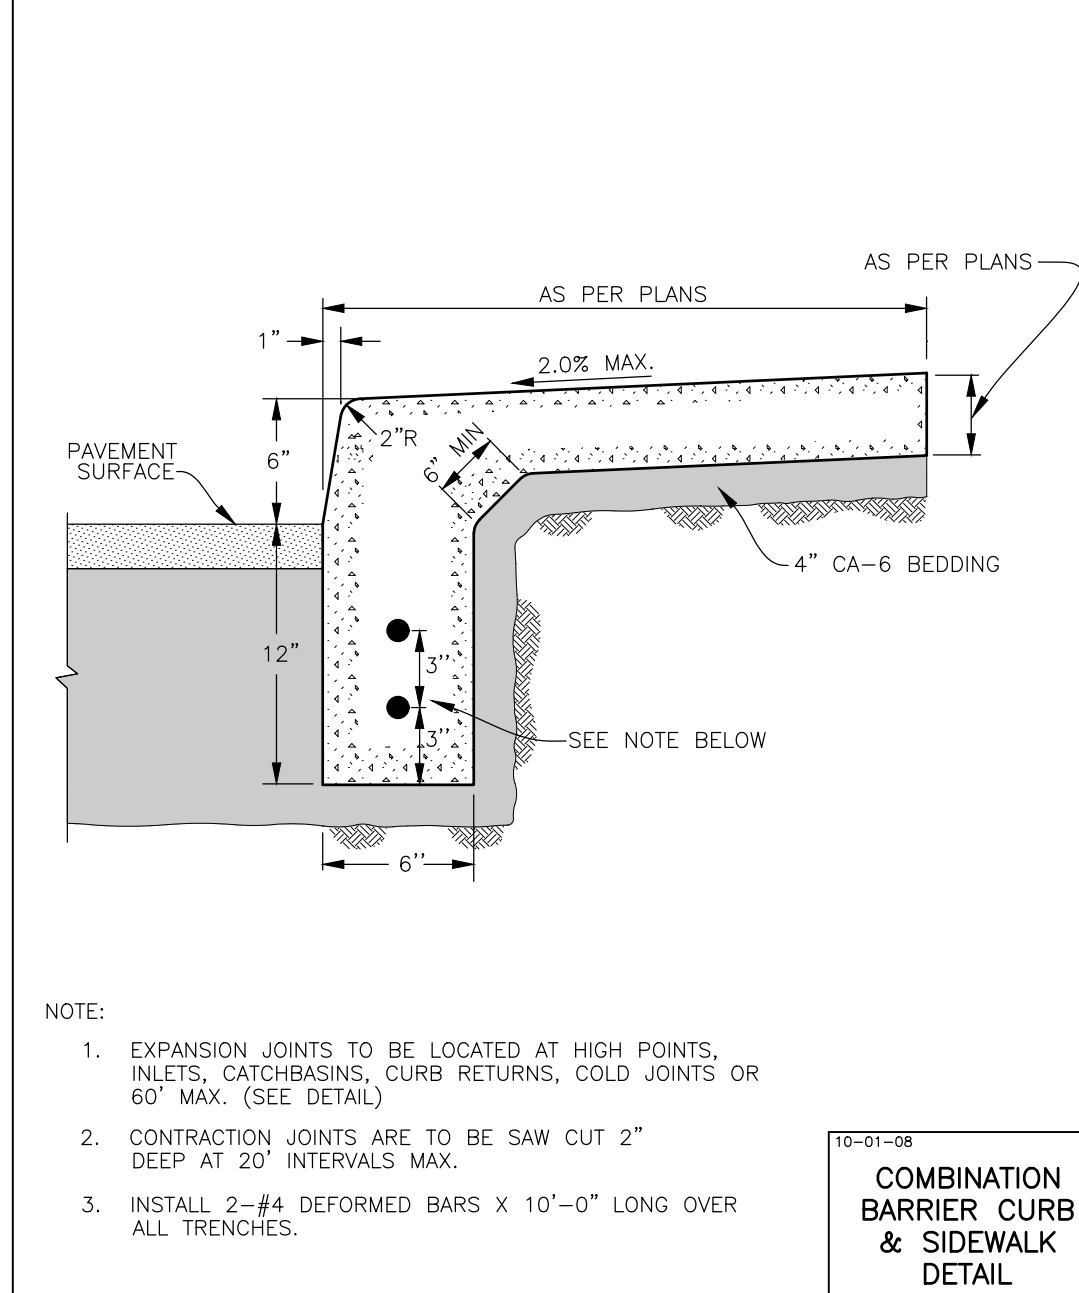 AS PER PLANS
AS PER PLANS
1"
2.0% MAX.
2"R
6" MIN
6"
PAVEMENT
SURFACE
4" CA-6 BEDDING
12"
3''
3''
SEE NOTE BELOW
6''
NOTE:
1. EXPANSION JOINTS TO BE LOCATED AT HIGH POINTS,
INLETS, CATCHBASINS, CURB RETURNS, COLD JOINTS OR
60' MAX. (SEE DETAIL)
2. CONTRACTION JOINTS ARE TO BE SAW CUT 2"
DEEP AT 20' INTERVALS MAX.
3. INSTALL 2-#4 DEFORMED BARS X 10'-0" LONG OVER
ALL TRENCHES.
10-01-08
COMBINATION
BARRIER CURB
& SIDEWALK
DETAIL